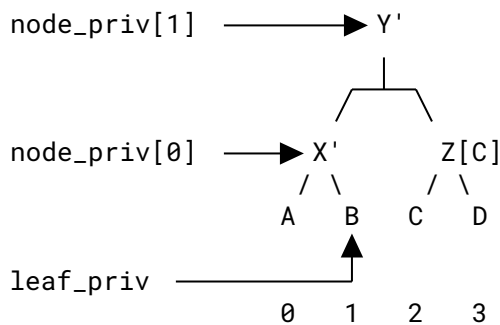 node_priv[1] Y'
node_priv[0] X' Z[C]
/ \ / \
A B C D
leaf_priv
0 1 2 3